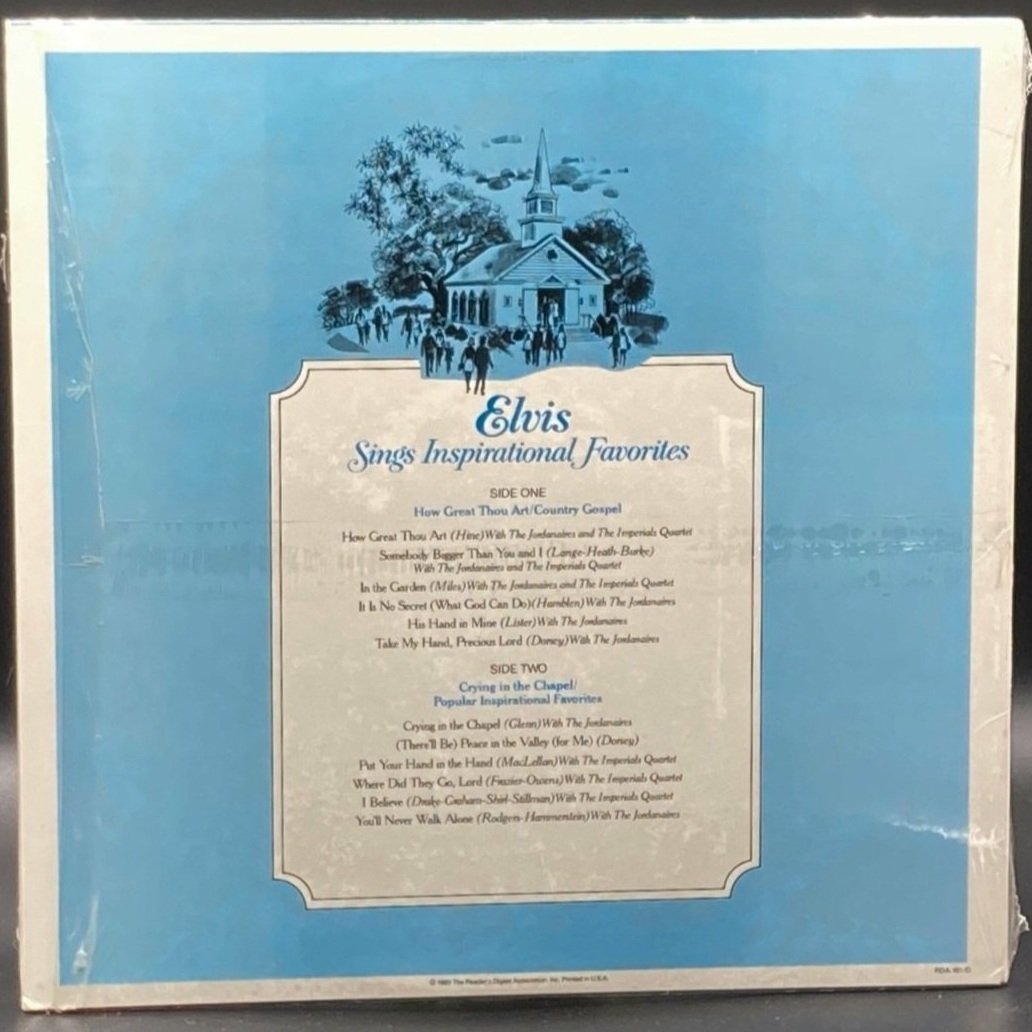 Elvis
Sings Inspirational Favorites
SIDE ONE
How Great Thou Art/Country Gospel
How Great Thou Art (Hine) With The Jordanaires and The Imperials Quartet
Somebody Bigger Than You and I (Lange-Heath-Burke)
With The Jordanaires and The Imperials Quartet
In the Garden (Miles) With The Jordanaires and The Imperials Quartet
It Is No Secret (What God Can Do) (Hamblen) With The Jordanaires
His Hand in Mine (Lister) With The Jordanaires
Take My Hand, Precious Lord (Dorsey) With The Jordanaires
SIDE TWO
Crying in the Chapel/
Popular Inspirational Favorites
Crying in the Chapel (Glenn) With The Jordanaires
(There'll Be) Peace in the Valley (for Me) (Dorsey)
Put Your Hand in the Hand (MacLellan) With The Imperials Quartet
Where Did They Go, Lord (Frazier-Owens) With The Imperials Quartet
I Believe (Drake-Graham-Shirl-Stillman) With The Imperials Quartet
You'll Never Walk Alone (Rodgers-Hammerstein) With The Jordanaires
© The Reader's Digest Association, Inc. Printed in U.S.A.